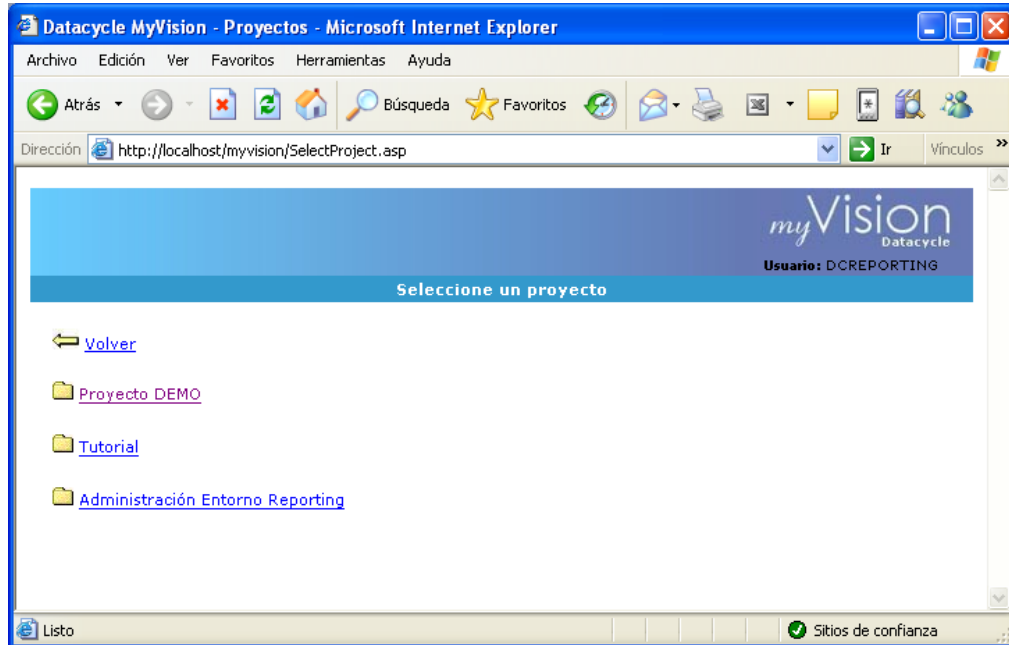 Datacycle MyVision - Proyectos - Microsoft Internet Explorer
Archivo Edición Ver Favoritos Herramientas Ayuda
Atrás Búsqueda Favoritos
Dirección http://localhost/myvision/SelectProject.asp Ir Vínculos »
myVision
Datacycle
Usuario: DCREPORTING
Seleccione un proyecto
Volver
Proyecto DEMO
Tutorial
Administración Entorno Reporting
Listo Sitios de confianza